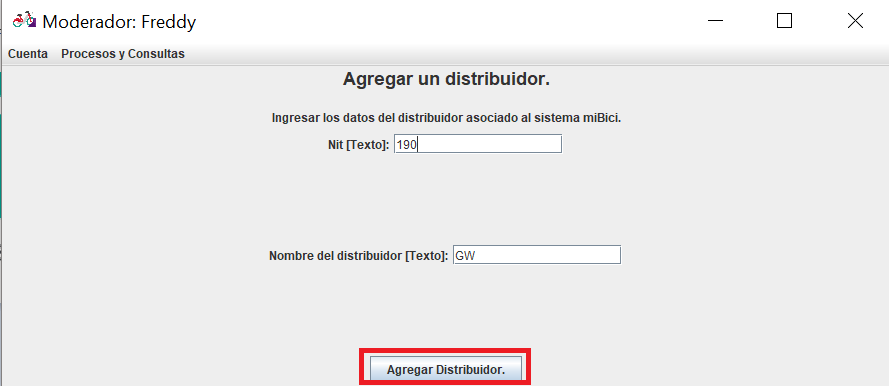 Moderador: Freddy
Cuenta Procesos y Consultas
Agregar un distribuidor.
Ingresar los datos del distribuidor asociado al sistema miBici.
Nit [Texto]: 190
Nombre del distribuidor [Texto]: GW
Agregar Distribuidor.